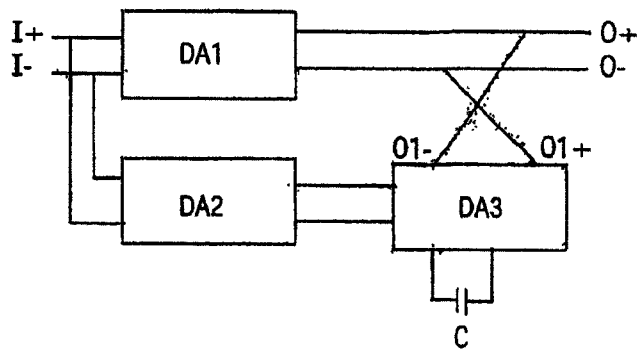 I+
I-
DA1
O+
O-
O1-
O1+
DA2
DA3
C